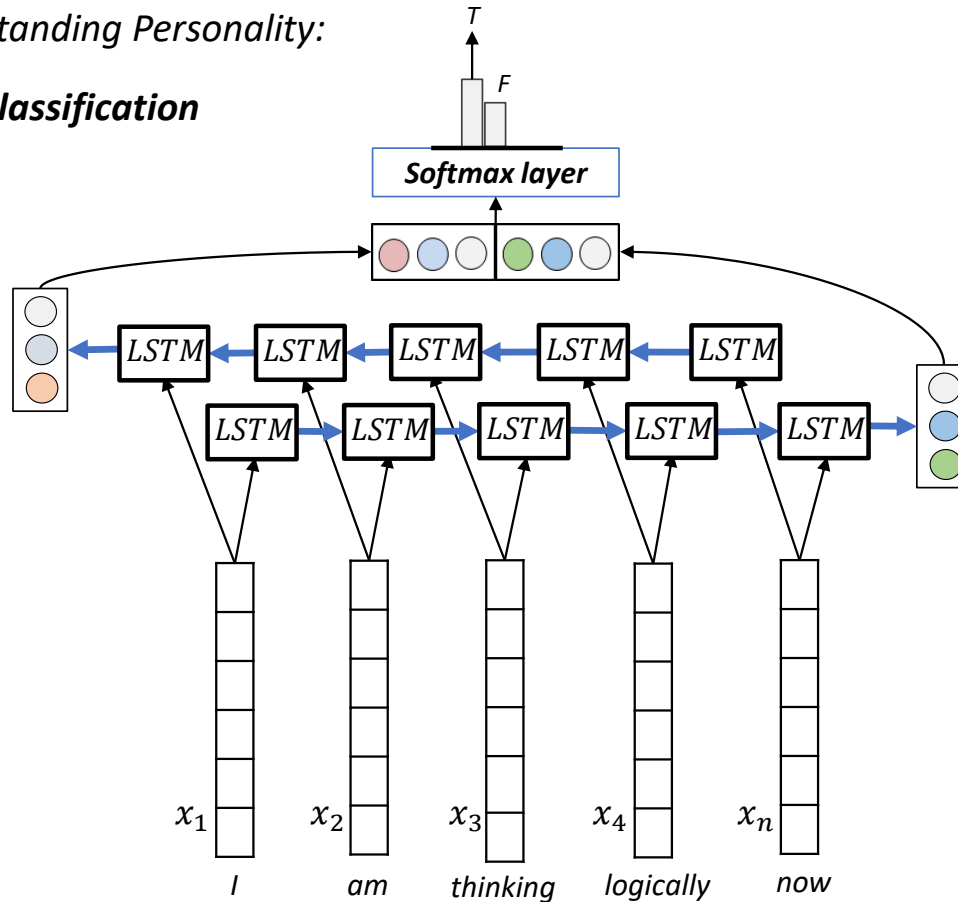 tanding Personality:
lassification
T
F
Softmax layer
LSTM LSTM LSTM LSTM LSTM
LSTM LSTM LSTM LSTM LSTM
x₁ x₂ x₃ x₄ xₙ
I am thinking logically now